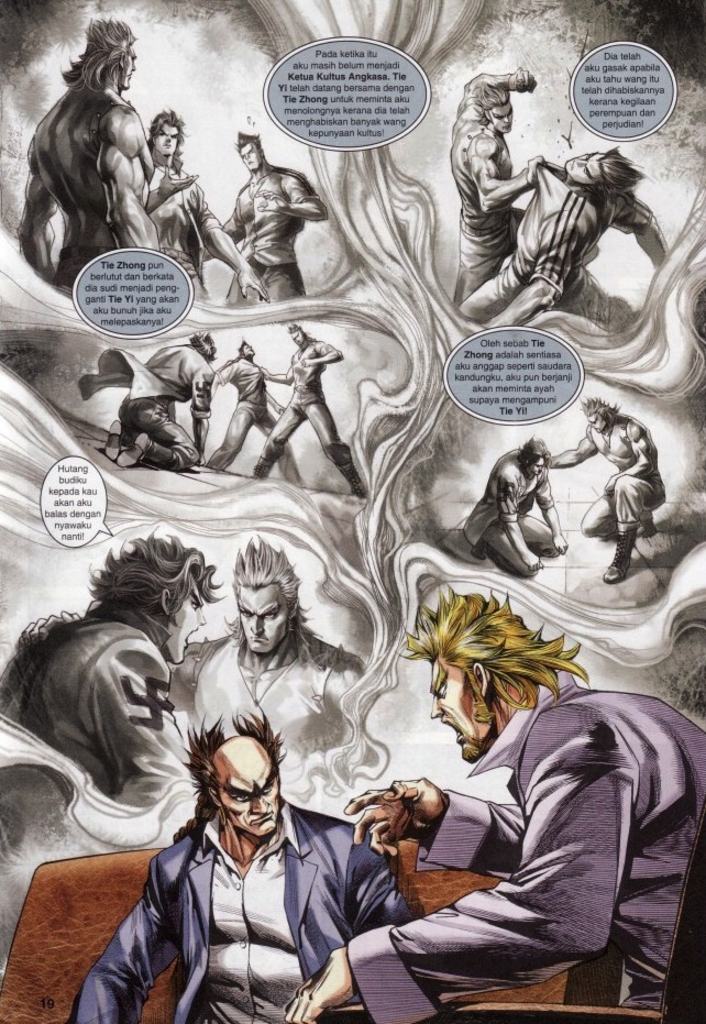 Pada ketika itu
aku masih belum menjadi
Ketua Kultus Angkasa. Tie
Yi telah datang bersama dengan
Tie Zhong untuk meminta aku
menolongnya kerana dia telah
menghabiskan banyak wang
kepunyaan kultus!
Dia telah
aku gasak apabila
aku tahu wang itu
telah dihabiskannya
kerana kegilaan
perempuan dan
perjudian!
Tie Zhong pun
berlutut dan berkata
dia sedi menjadi peng-
ganti Tie Yi yang akan
aku bunuh jika aku
melepaskanya!
Oleh sebab Tie
Zhong adalah sentiasa
aku anggap seperti saudara
kandungku, aku pun berjanji
akan meminta ayah
supaya mengampuni
Tie Yi!
Hutang
budiku
kepada kau
akan aku
balas dengan
nyawaku
nanti!
19